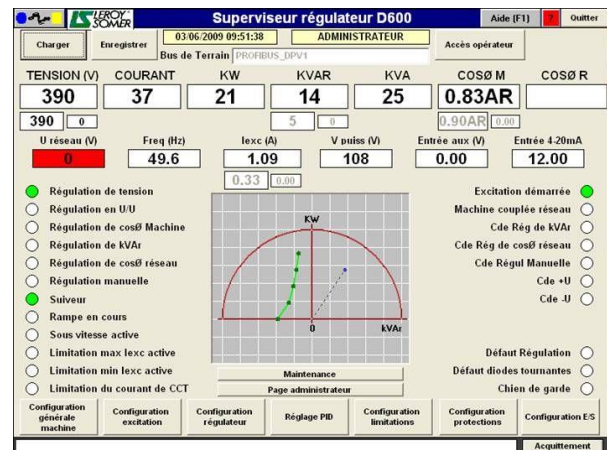 LEROY SOMER Superviseur régulateur D600 Aide (F1) ? Quitter
Charger Enregistrer 03/06/2009 09:51:38 ADMINISTRATEUR Accès opérateur
Bus de Terrain PROFIBUS_DPV1
TENSION (V) COURANT KW KVAR KVA COSØ M COSØ R
390 37 21 14 25 0.83AR
390 0 5 0 0.90AR 0.00
U réseau (V) Freq (Hz) Iexc (A) V puiss (V) Entrée aux (V) Entrée 4-20mA
0 49.6 1.09 108 0.00 12.00
0.33 0.00
Régulation de tension
Régulation en U/U
Régulation de cosØ Machine
Régulation de kVAr
Régulation de cosØ réseau
Régulation manuelle
Suiveur
Rampe en cours
Sous vitesse active
Limitation max Iexc active
Limitation min Iexc active
Limitation du courant de CCT
KW
0 kVAr
Maintenance
Page administrateur
Excitation démarrée
Machine couplée réseau
Cde Rég de kVAr
Cde Rég de cosØ réseau
Cde Régul Manuelle
Cde +U
Cde -U
Défaut Régulation
Défaut diodes tournantes
Chien de garde
Configuration générale machine
Configuration excitation
Configuration régulateur
Réglage PID
Configuration limitations
Configuration protections
Configuration E/S
Acquittement